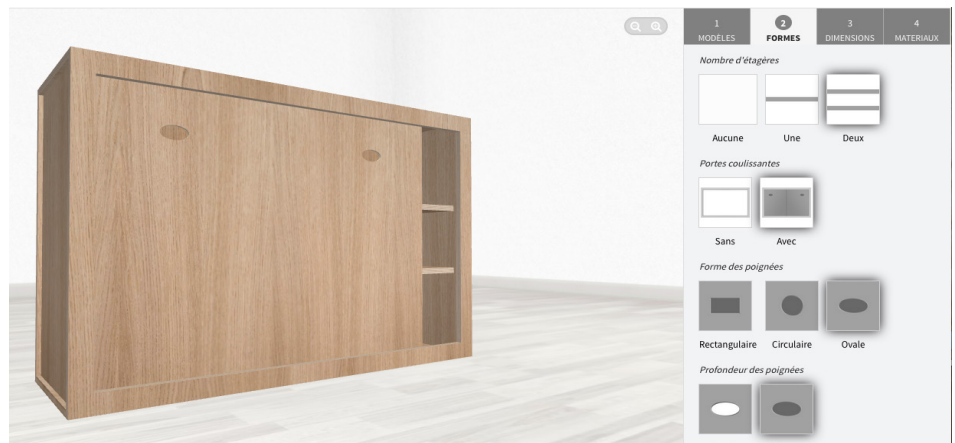 1 2 3 4
MODÈLES FORMES DIMENSIONS MATERIAUX
Nombre d'étagères
Aucune Une Deux
Portes coulissantes
Sans Avec
Forme des poignées
Rectangulaire Circulaire Ovale
Profondeur des poignées